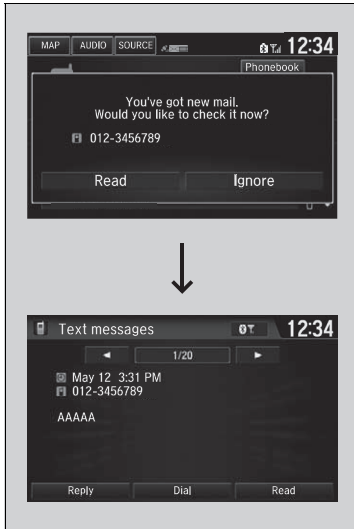 MAP AUDIO SOURCE 12:34
Phonebook
You've got new mail.
Would you like to check it now?
012-3456789
Read Ignore
Text messages 12:34
1/20
May 12 3:31 PM
012-3456789
AAAAA
Reply Dial Read